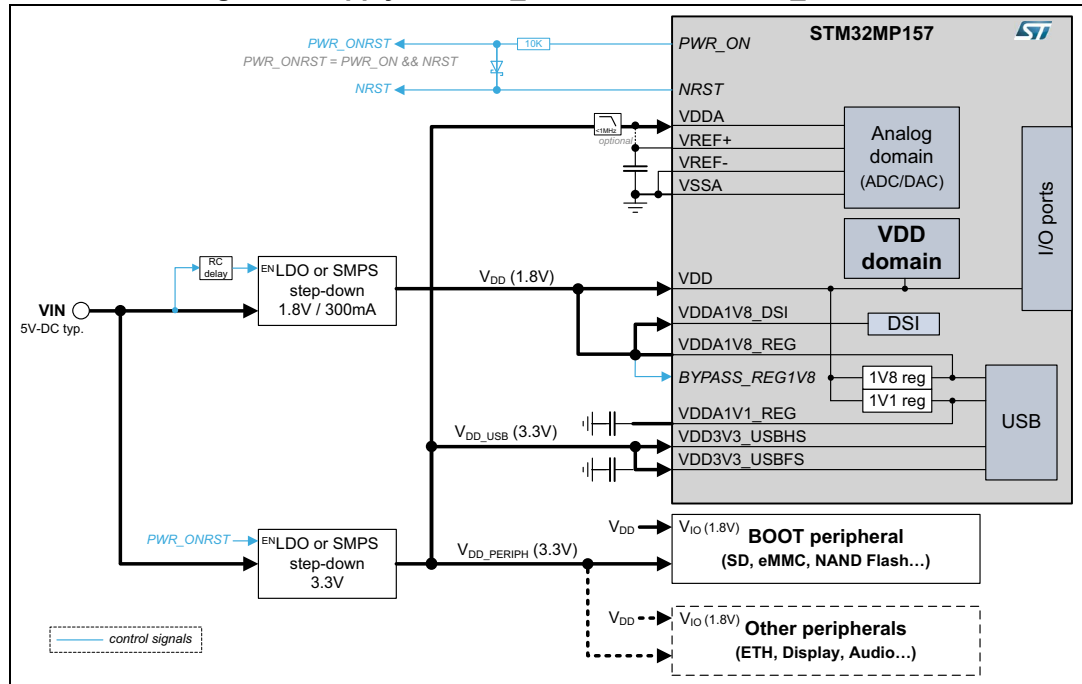 PWR_ONRST
10K
PWR_ON
STM32MP157
PWR_ONRST = PWR_ON && NRST
NRST
NRST
VDDA
<1MHz
optional
VREF+
VREF-
VSSA
Analog
domain
(ADC/DAC)
I/O ports
VDD
domain
RC
delay
EN
LDO or SMPS
step-down
1.8V / 300mA
VIN
5V-DC typ.
VDD (1.8V)
VDD
VDDA1V8_DSI
DSI
VDDA1V8_REG
BYPASS_REG1V8
1V8 reg
1V1 reg
USB
VDDA1V1_REG
VDD_USB (3.3V)
VDD3V3_USBHS
VDD3V3_USBFS
PWR_ONRST
EN
LDO or SMPS
step-down
3.3V
VDD_PERIPH (3.3V)
VDD
VIO (1.8V)
BOOT peripheral
(SD, eMMC, NAND Flash…)
VDD
VIO (1.8V)
Other peripherals
(ETH, Display, Audio…)
control signals